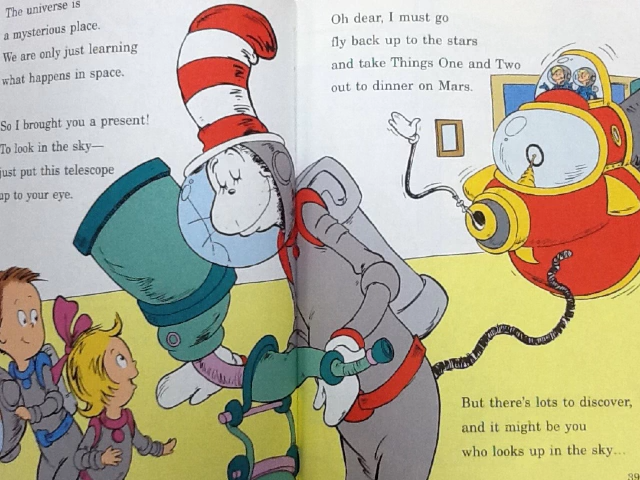 The universe is
a mysterious place.
We are only just learning
what happens in space.
So I brought you a present!
To look in the sky—
just put this telescope
up to your eye.
Oh dear, I must go
fly back up to the stars
and take Things One and Two
out to dinner on Mars.
But there's lots to discover,
and it might be you
who looks up in the sky...
39